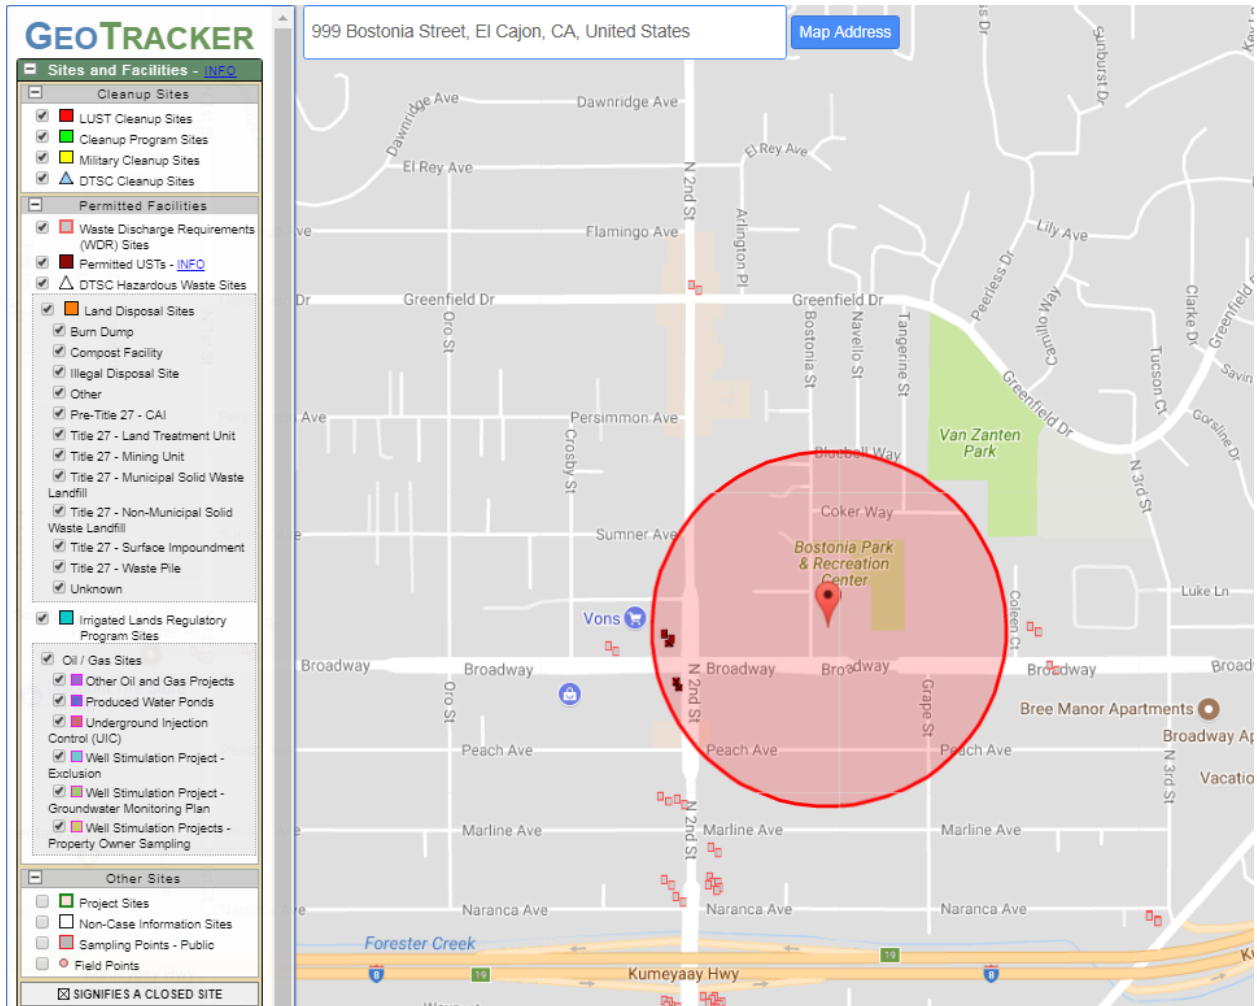 GEOTRACKER
Sites and Facilities - INFO
Cleanup Sites
LUST Cleanup Sites
Cleanup Program Sites
Military Cleanup Sites
DTSC Cleanup Sites
Permitted Facilities
Waste Discharge Requirements
(WDR) Sites
Permitted USTs - INFO
DTSC Hazardous Waste Sites
Land Disposal Sites
Burn Dump
Compost Facility
Illegal Disposal Site
Other
Pre-Title 27 - CAI
Title 27 - Land Treatment Unit
Title 27 - Mining Unit
Title 27 - Municipal Solid Waste
Landfill
Title 27 - Non-Municipal Solid
Waste Landfill
Title 27 - Surface Impoundment
Title 27 - Waste Pile
Unknown
Irrigated Lands Regulatory
Program Sites
Oil / Gas Sites
Other Oil and Gas Projects
Produced Water Ponds
Underground Injection
Control (UIC)
Well Stimulation Project -
Exclusion
Well Stimulation Project -
Groundwater Monitoring Plan
Well Stimulation Projects -
Property Owner Sampling
Other Sites
Project Sites
Non-Case Information Sites
Sampling Points - Public
Field Points
SIGNIFIES A CLOSED SITE
999 Bostonia Street, El Cajon, CA, United States
Map Address
Dawnridge Ave
Dawnridge Ave
Sunburst Dr
El Rey Ave
El Rey Ave
N 2nd St
Arlington Pl
Flamingo Ave
Lily Ave
Peerless Dr
Camillo Way
Clarke Dr
Greenfield Dr
Dr
Greenfield Dr
Greenfield Dr
Oro St
Bostonia St
Navello St
Tangerine St
Greenfield Dr
Tucson Ct
Savin
Gorsline Dr
Ave
Persimmon Ave
Crosby St
Van Zanten
Park
Bluebell Way
N 3rd St
Coker Way
Sumner Ave
Bostonia Park
& Recreation
Center
Vons
Coleen Ct
Luke Ln
Broadway
Broadway
Broadway
Broadway
Broadway
Broad
N 2nd St
Oro St
Grape St
Bree Manor Apartments
Broadway Ap
Peach Ave
Peach Ave
Peach Ave
N 3rd St
Vacatio
Marline Ave
N 2nd St
Marline Ave
Marline Ave
Naranca Ave
Naranca Ave
Naranca Ave
Forester Creek
19
8
19
Kumeyaay Hwy
8